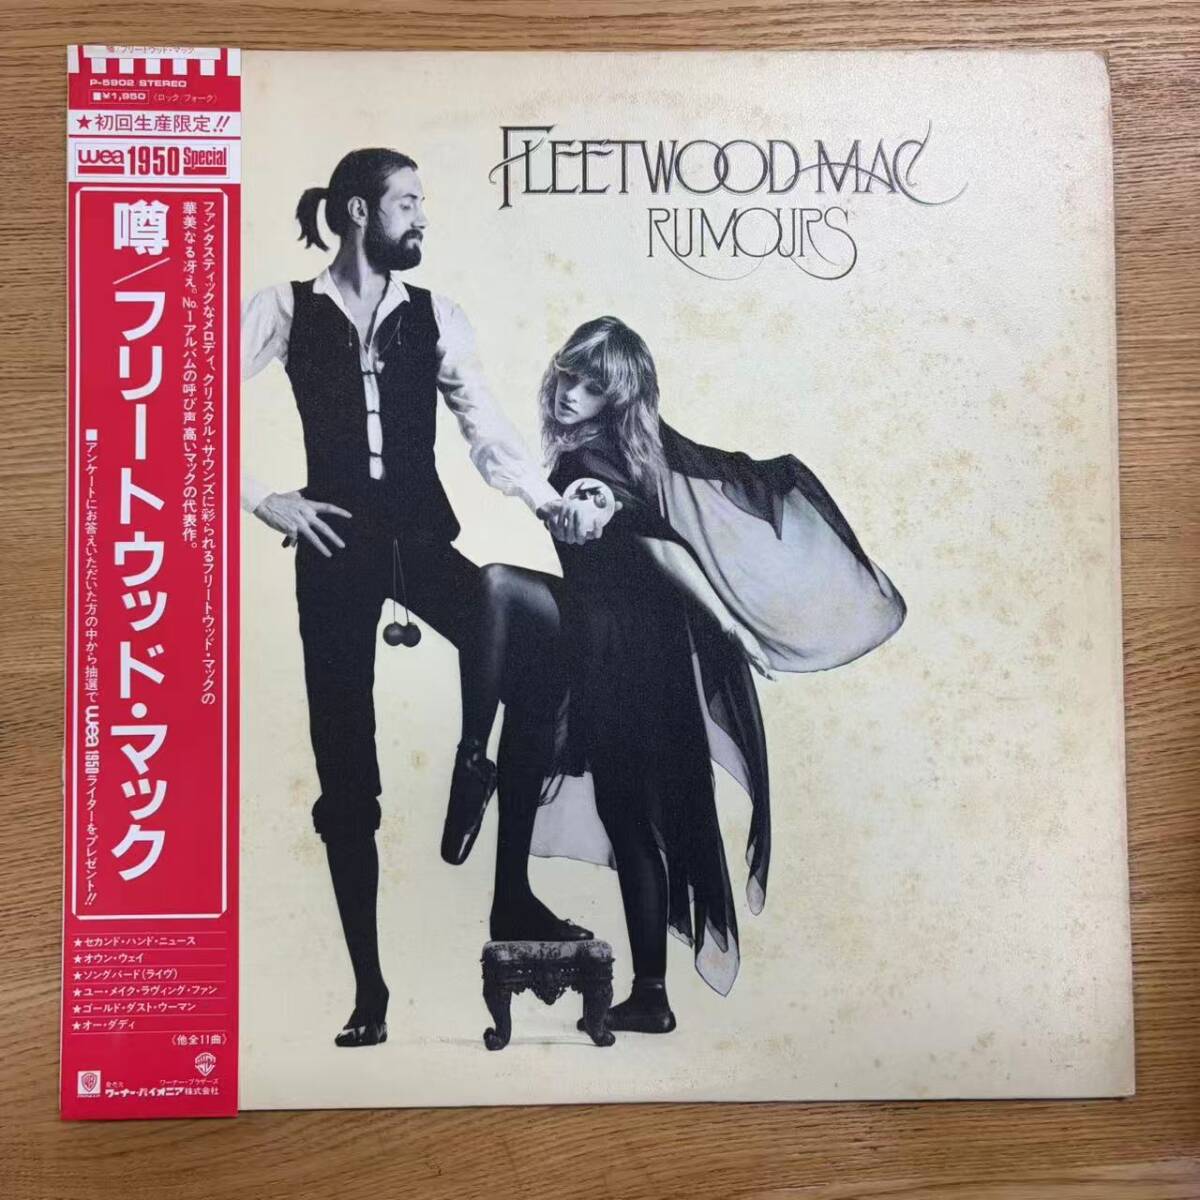 噂/フリートウッド・マック
P-5902 STEREO
■¥1,950 (ロック/フォーク)
★初回生産限定!!
wea 1950 Special
ファンタスティックなメロディ、クリスタル・サウンズに彩られるフリートウッド・マックの
華美なる冴え。No.1アルバムの呼び声 高いマックの代表作。
噂/フリートウッド・マック
■アンケートにお答えいただいた方の中から抽選で wea 1950 ライターをプレゼント!!
★セカンド・ハンド・ニュース
★オウン・ウェイ
★ソングバード(ライヴ)
★ユー・メイク・ラヴィング・ファン
★ゴールド・ダスト・ウーマン
★オー・ダディ
〈他全11曲〉
ワーナー・ブラザーズ
発売元 ワーナー・パイオニア株式会社
FLEETWOOD MAC
RUMOURS